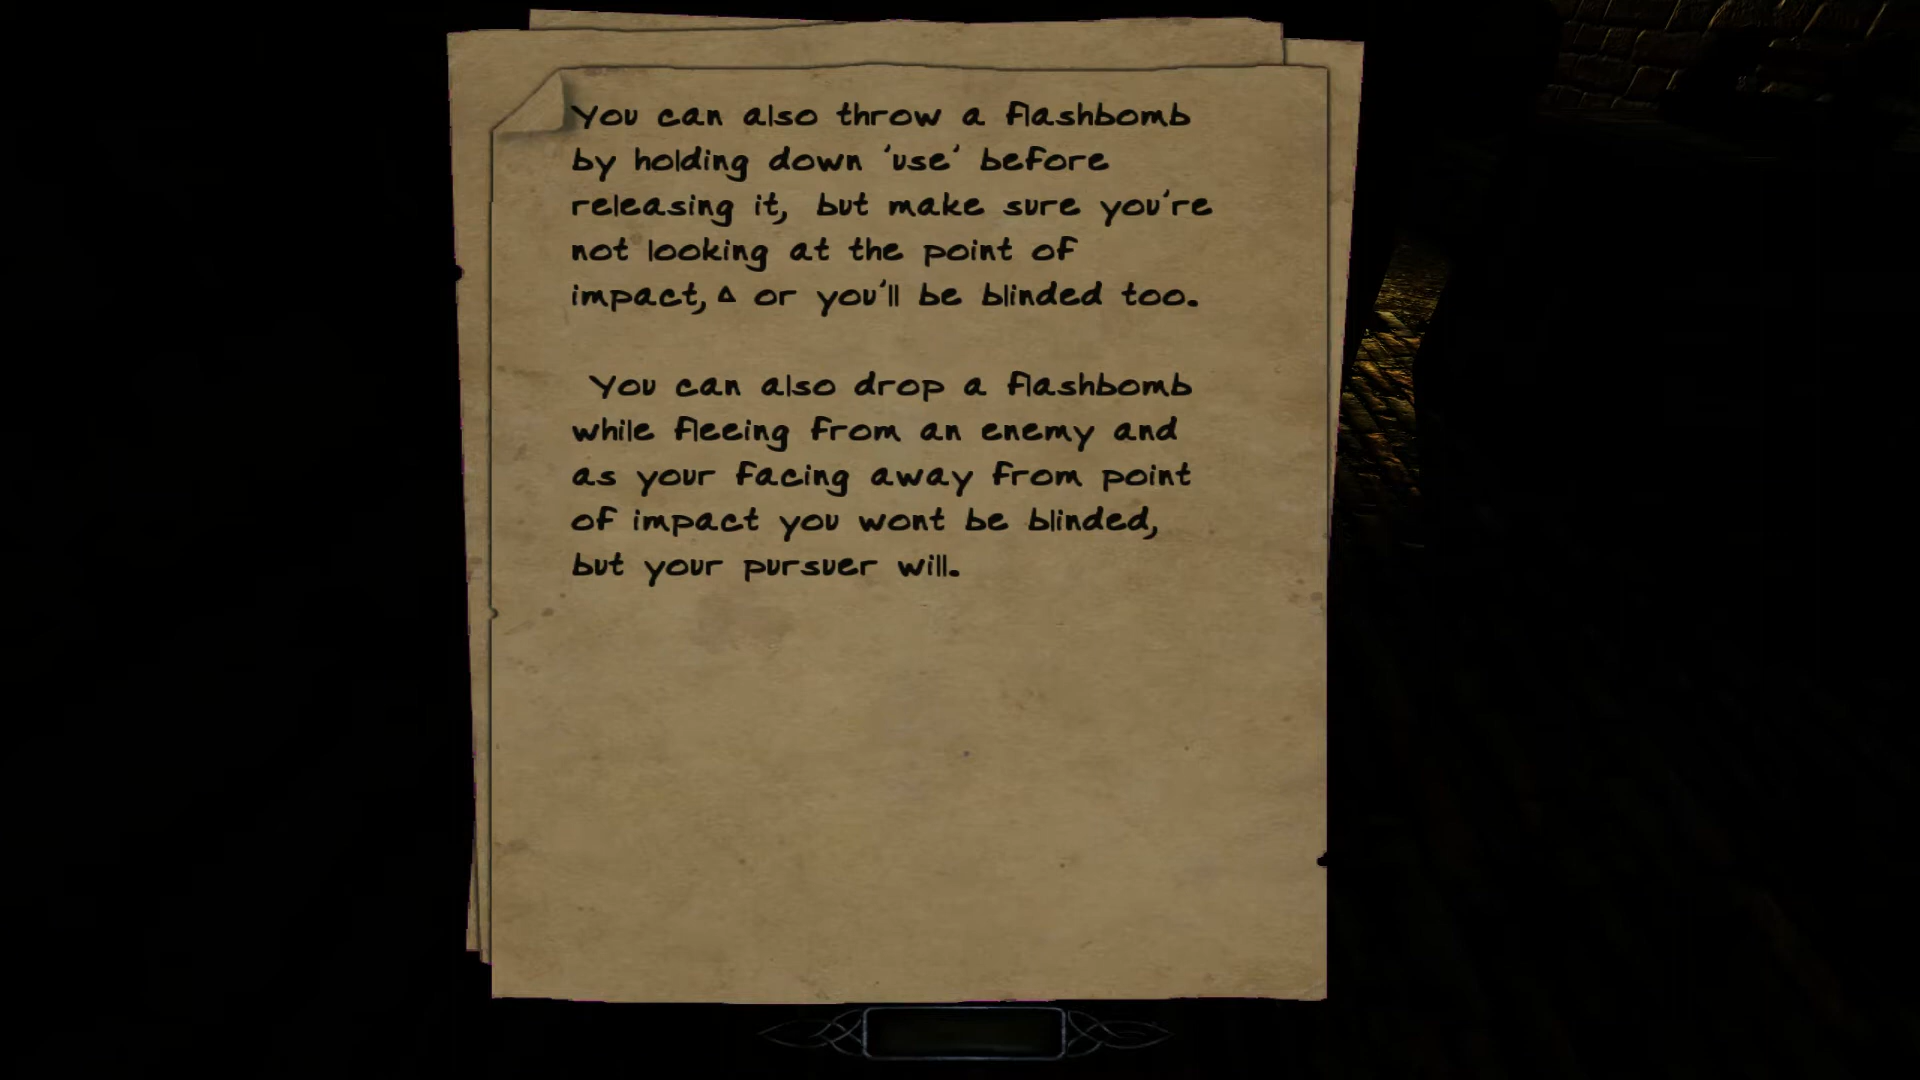 You can also throw a flashbomb
by holding down 'use' before
releasing it, but make sure you're
not looking at the point of
impact,∆ or you'll be blinded too.
You can also drop a flashbomb
while fleeing from an enemy and
as your facing away from point
of impact you wont be blinded,
but your pursuer will.